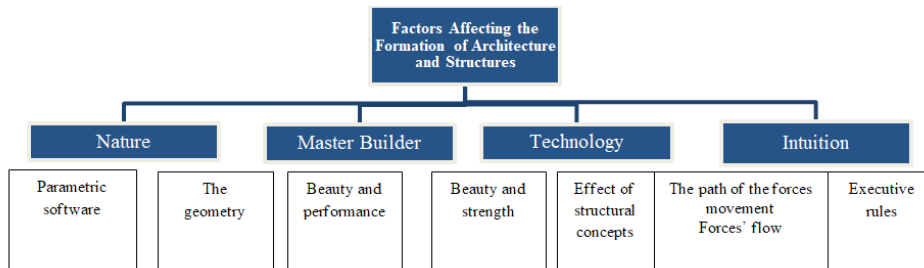 Factors Affecting the
Formation of Architecture
and Structures
Nature
Master Builder
Technology
Intuition
Parametric
software
The
geometry
Beauty and
performance
Beauty and
strength
Effect of
structural
concepts
The path of the forces
movement
Forces’ flow
Executive
rules